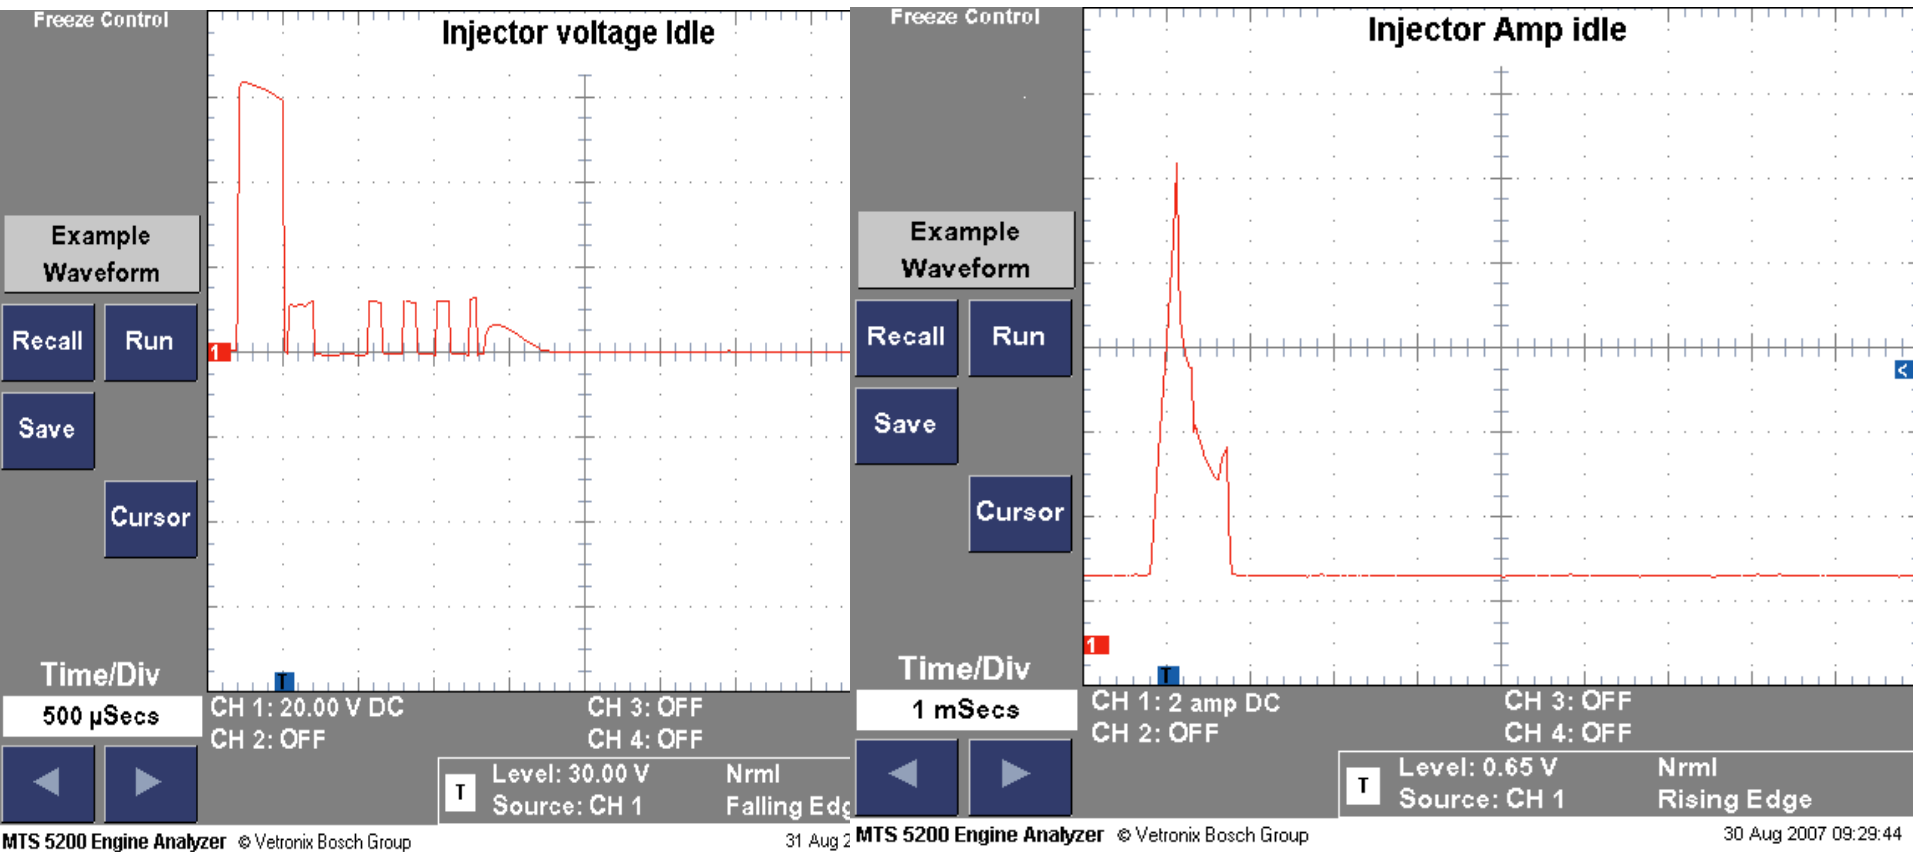 Freeze Control
Injector voltage Idle
Example
Waveform
Recall
Run
Save
Cursor
1
T
Time/Div
500 µSecs
CH 1: 20.00 V DC
CH 3: OFF
CH 2: OFF
CH 4: OFF
T
Level: 30.00 V
Nrml
Source: CH 1
Falling Edg
MTS 5200 Engine Analyzer © Vetronix Bosch Group
31 Aug 2
Freeze Control
Injector Amp idle
Example
Waveform
Recall
Run
Save
Cursor
<
1
T
Time/Div
1 mSecs
CH 1: 2 amp DC
CH 3: OFF
CH 2: OFF
CH 4: OFF
T
Level: 0.65 V
Nrml
Source: CH 1
Rising Edge
MTS 5200 Engine Analyzer © Vetronix Bosch Group
30 Aug 2007 09:29:44